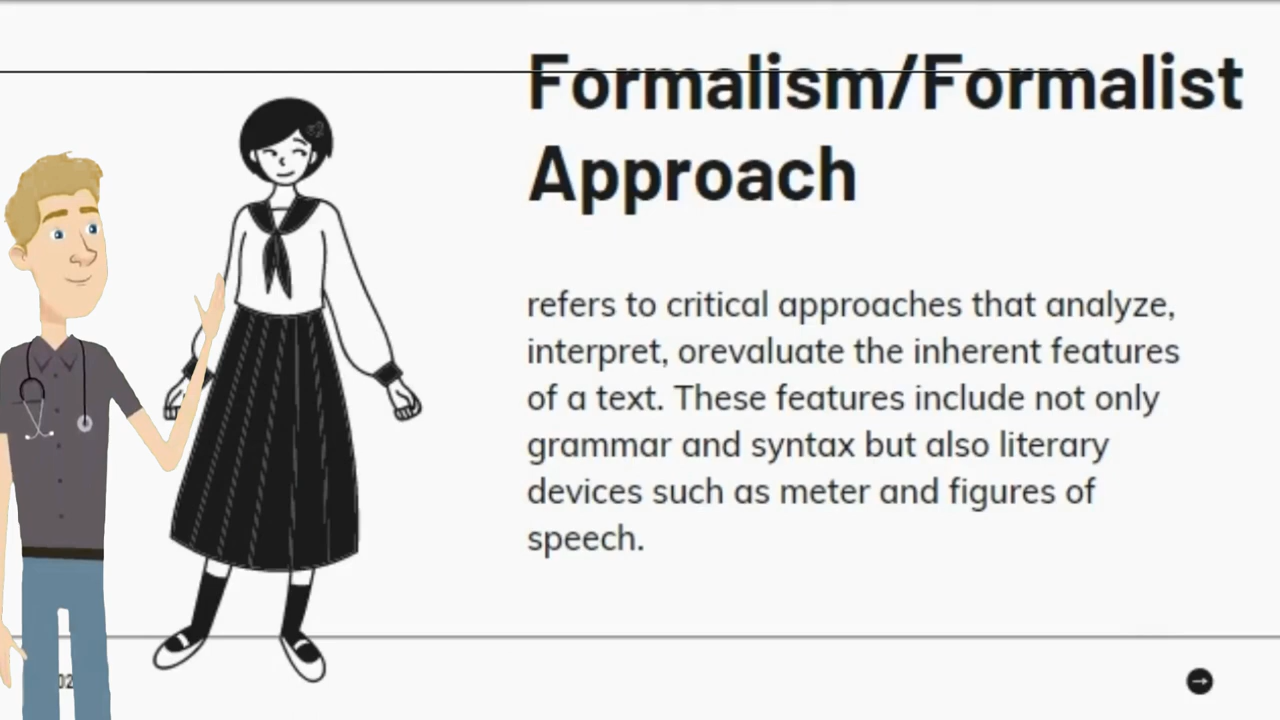 Formalism/Formalist
Approach
refers to critical approaches that analyze,
interpret, orevaluate the inherent features
of a text. These features include not only
grammar and syntax but also literary
devices such as meter and figures of
speech.
02